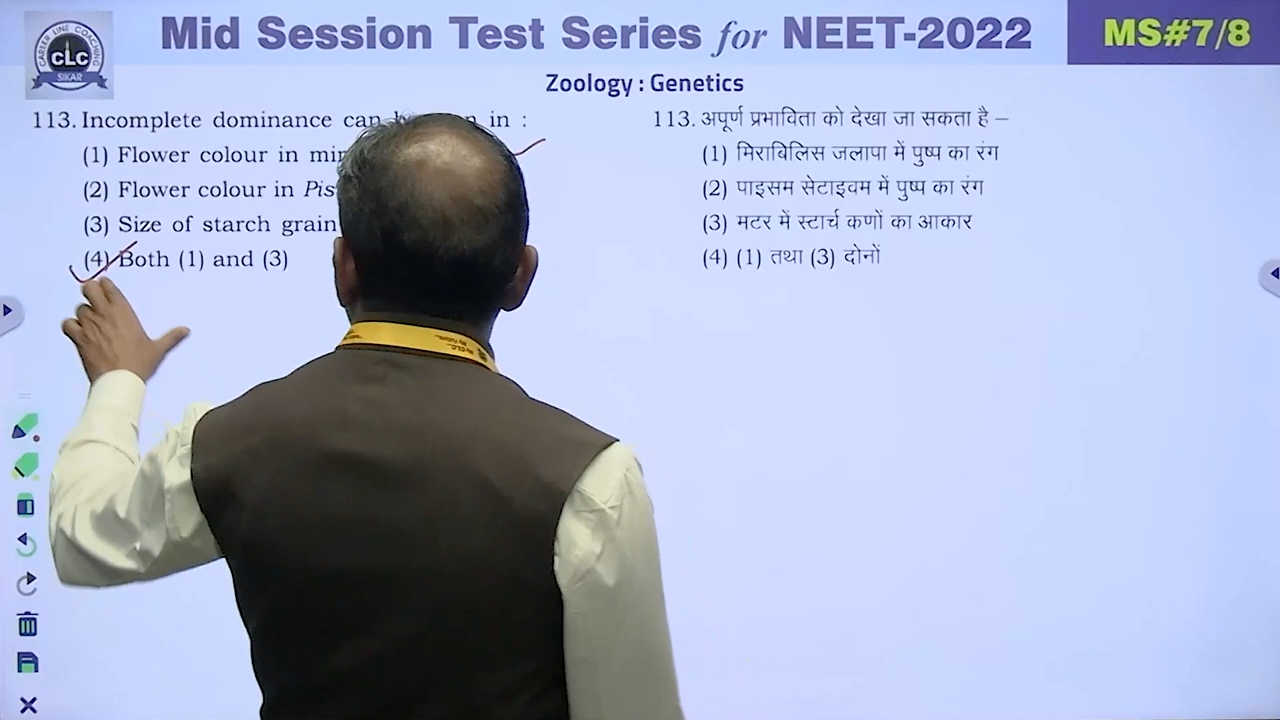 Mid Session Test Series for NEET-2022
MS#7/8
CAREER LINE COACHING
CLC
SIKAR
Zoology : Genetics
113. Incomplete dominance can in :
(1) Flower colour in
(2) Flower colour in
(3) Size of starch grain
(4) Both (1) and (3)
113. अपूर्ण प्रभाविता को देखा जा सकता है –
(1) मिराबिलिस जलापा में पुष्प का रंग
(2) पाइसम सेटाइवम में पुष्प का रंग
(3) मटर में स्टार्च कणों का आकार
(4) (1) तथा (3) दोनों